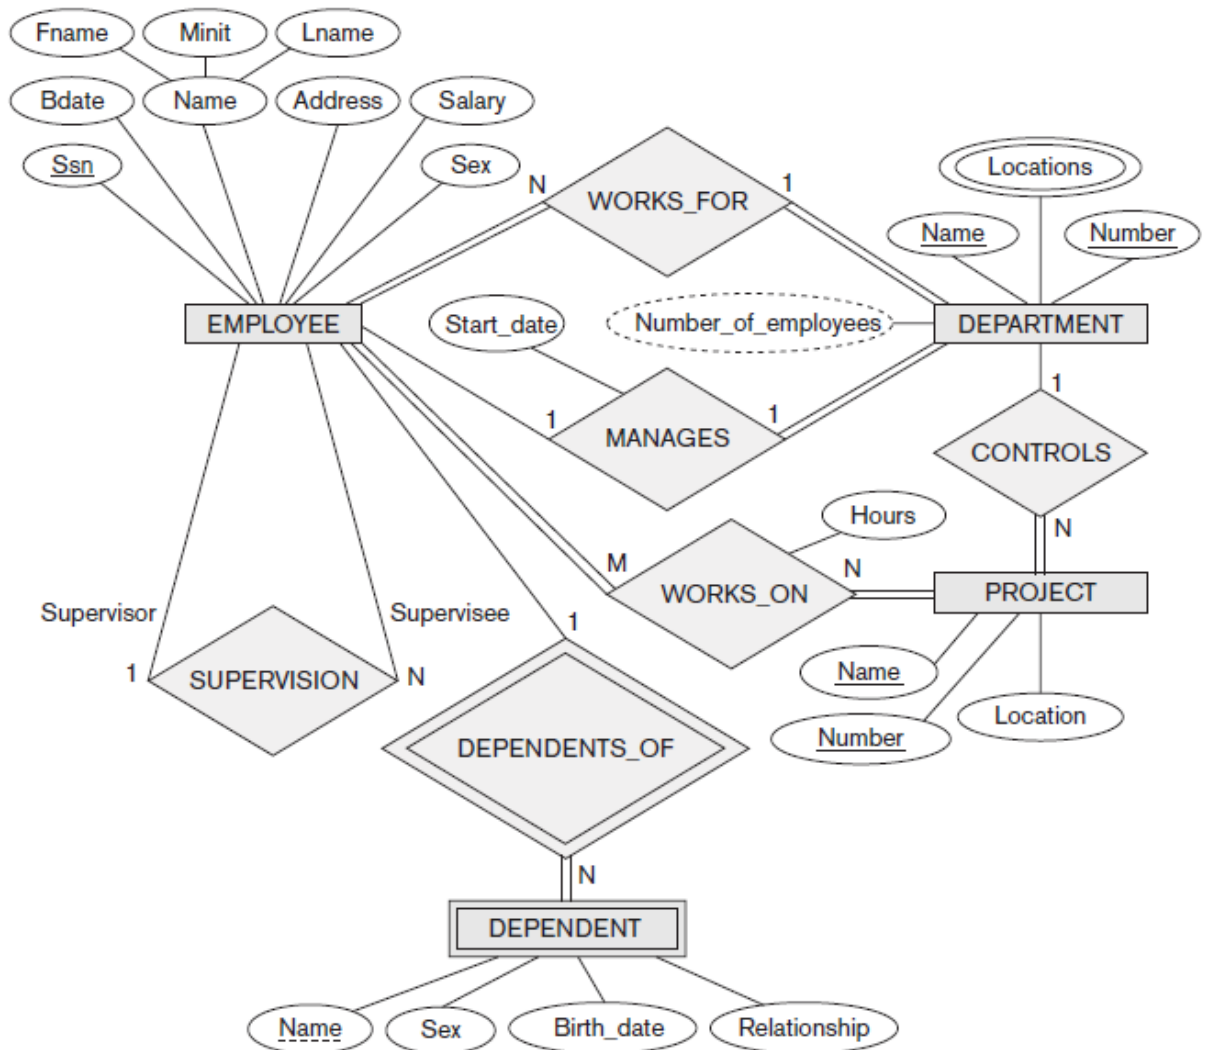 Fname
Minit
Lname
Bdate
Name
Address
Salary
Ssn
Sex
N
WORKS_FOR
1
Locations
Name
Number
EMPLOYEE
Start_date
Number_of_employees
DEPARTMENT
1
MANAGES
1
1
CONTROLS
N
Hours
M
WORKS_ON
N
PROJECT
Supervisor
Supervisee
1
SUPERVISION
N
1
Name
Number
Location
DEPENDENTS_OF
N
DEPENDENT
Name
Sex
Birth_date
Relationship